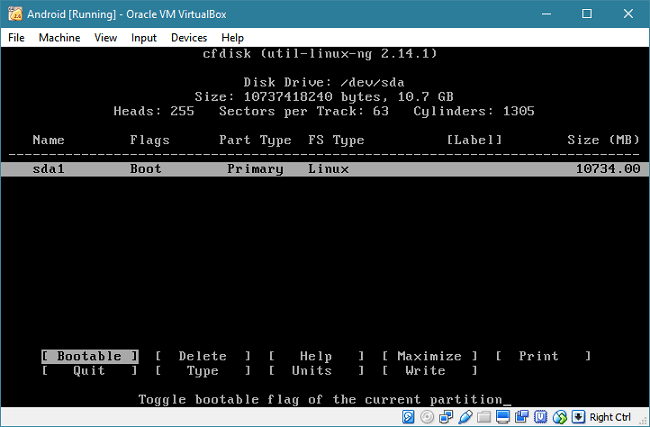 Android [Running] - Oracle VM VirtualBox
File Machine View Input Devices Help
cfdisk (util-linux-ng 2.14.1)
Disk Drive: /dev/sda
Size: 10737418240 bytes, 10.7 GB
Heads: 255 Sectors per Track: 63 Cylinders: 1305
Name Flags Part Type FS Type [Label] Size (MB)
sda1 Boot Primary Linux 10734.00
[ Bootable ] [ Delete ] [ Help ] [ Maximize ] [ Print ]
[ Quit ] [ Type ] [ Units ] [ Write ]
Toggle bootable flag of the current partition_
Right Ctrl